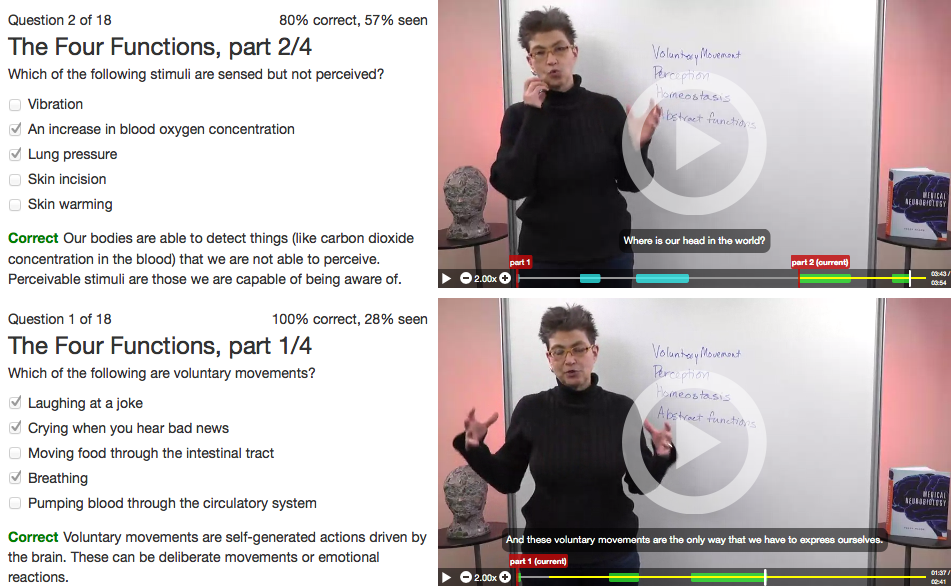 Question 2 of 18
80% correct, 57% seen
The Four Functions, part 2/4
Which of the following stimuli are sensed but not perceived?
Vibration
An increase in blood oxygen concentration
Lung pressure
Skin incision
Skin warming
Correct Our bodies are able to detect things (like carbon dioxide
concentration in the blood) that we are not able to perceive.
Perceivable stimuli are those we are capable of being aware of.
Voluntary Movement
Perception
Homeostasis
Abstract functions
MEDICAL
NEUROBIOLOGY
Where is our head in the world?
part 1
part 2 (current)
2.00x
03:43 /
03:54
Question 1 of 18
100% correct, 28% seen
The Four Functions, part 1/4
Which of the following are voluntary movements?
Laughing at a joke
Crying when you hear bad news
Moving food through the intestinal tract
Breathing
Pumping blood through the circulatory system
Correct Voluntary movements are self-generated actions driven by
the brain. These can be deliberate movements or emotional
reactions.
Voluntary Movement
Perception
Homeostasis
Abstract functions
MEDICAL
NEUROBIOLOGY
And these voluntary movements are the only way that we have to express ourselves.
part 1 (current)
2.00x
01:37 /
02:41